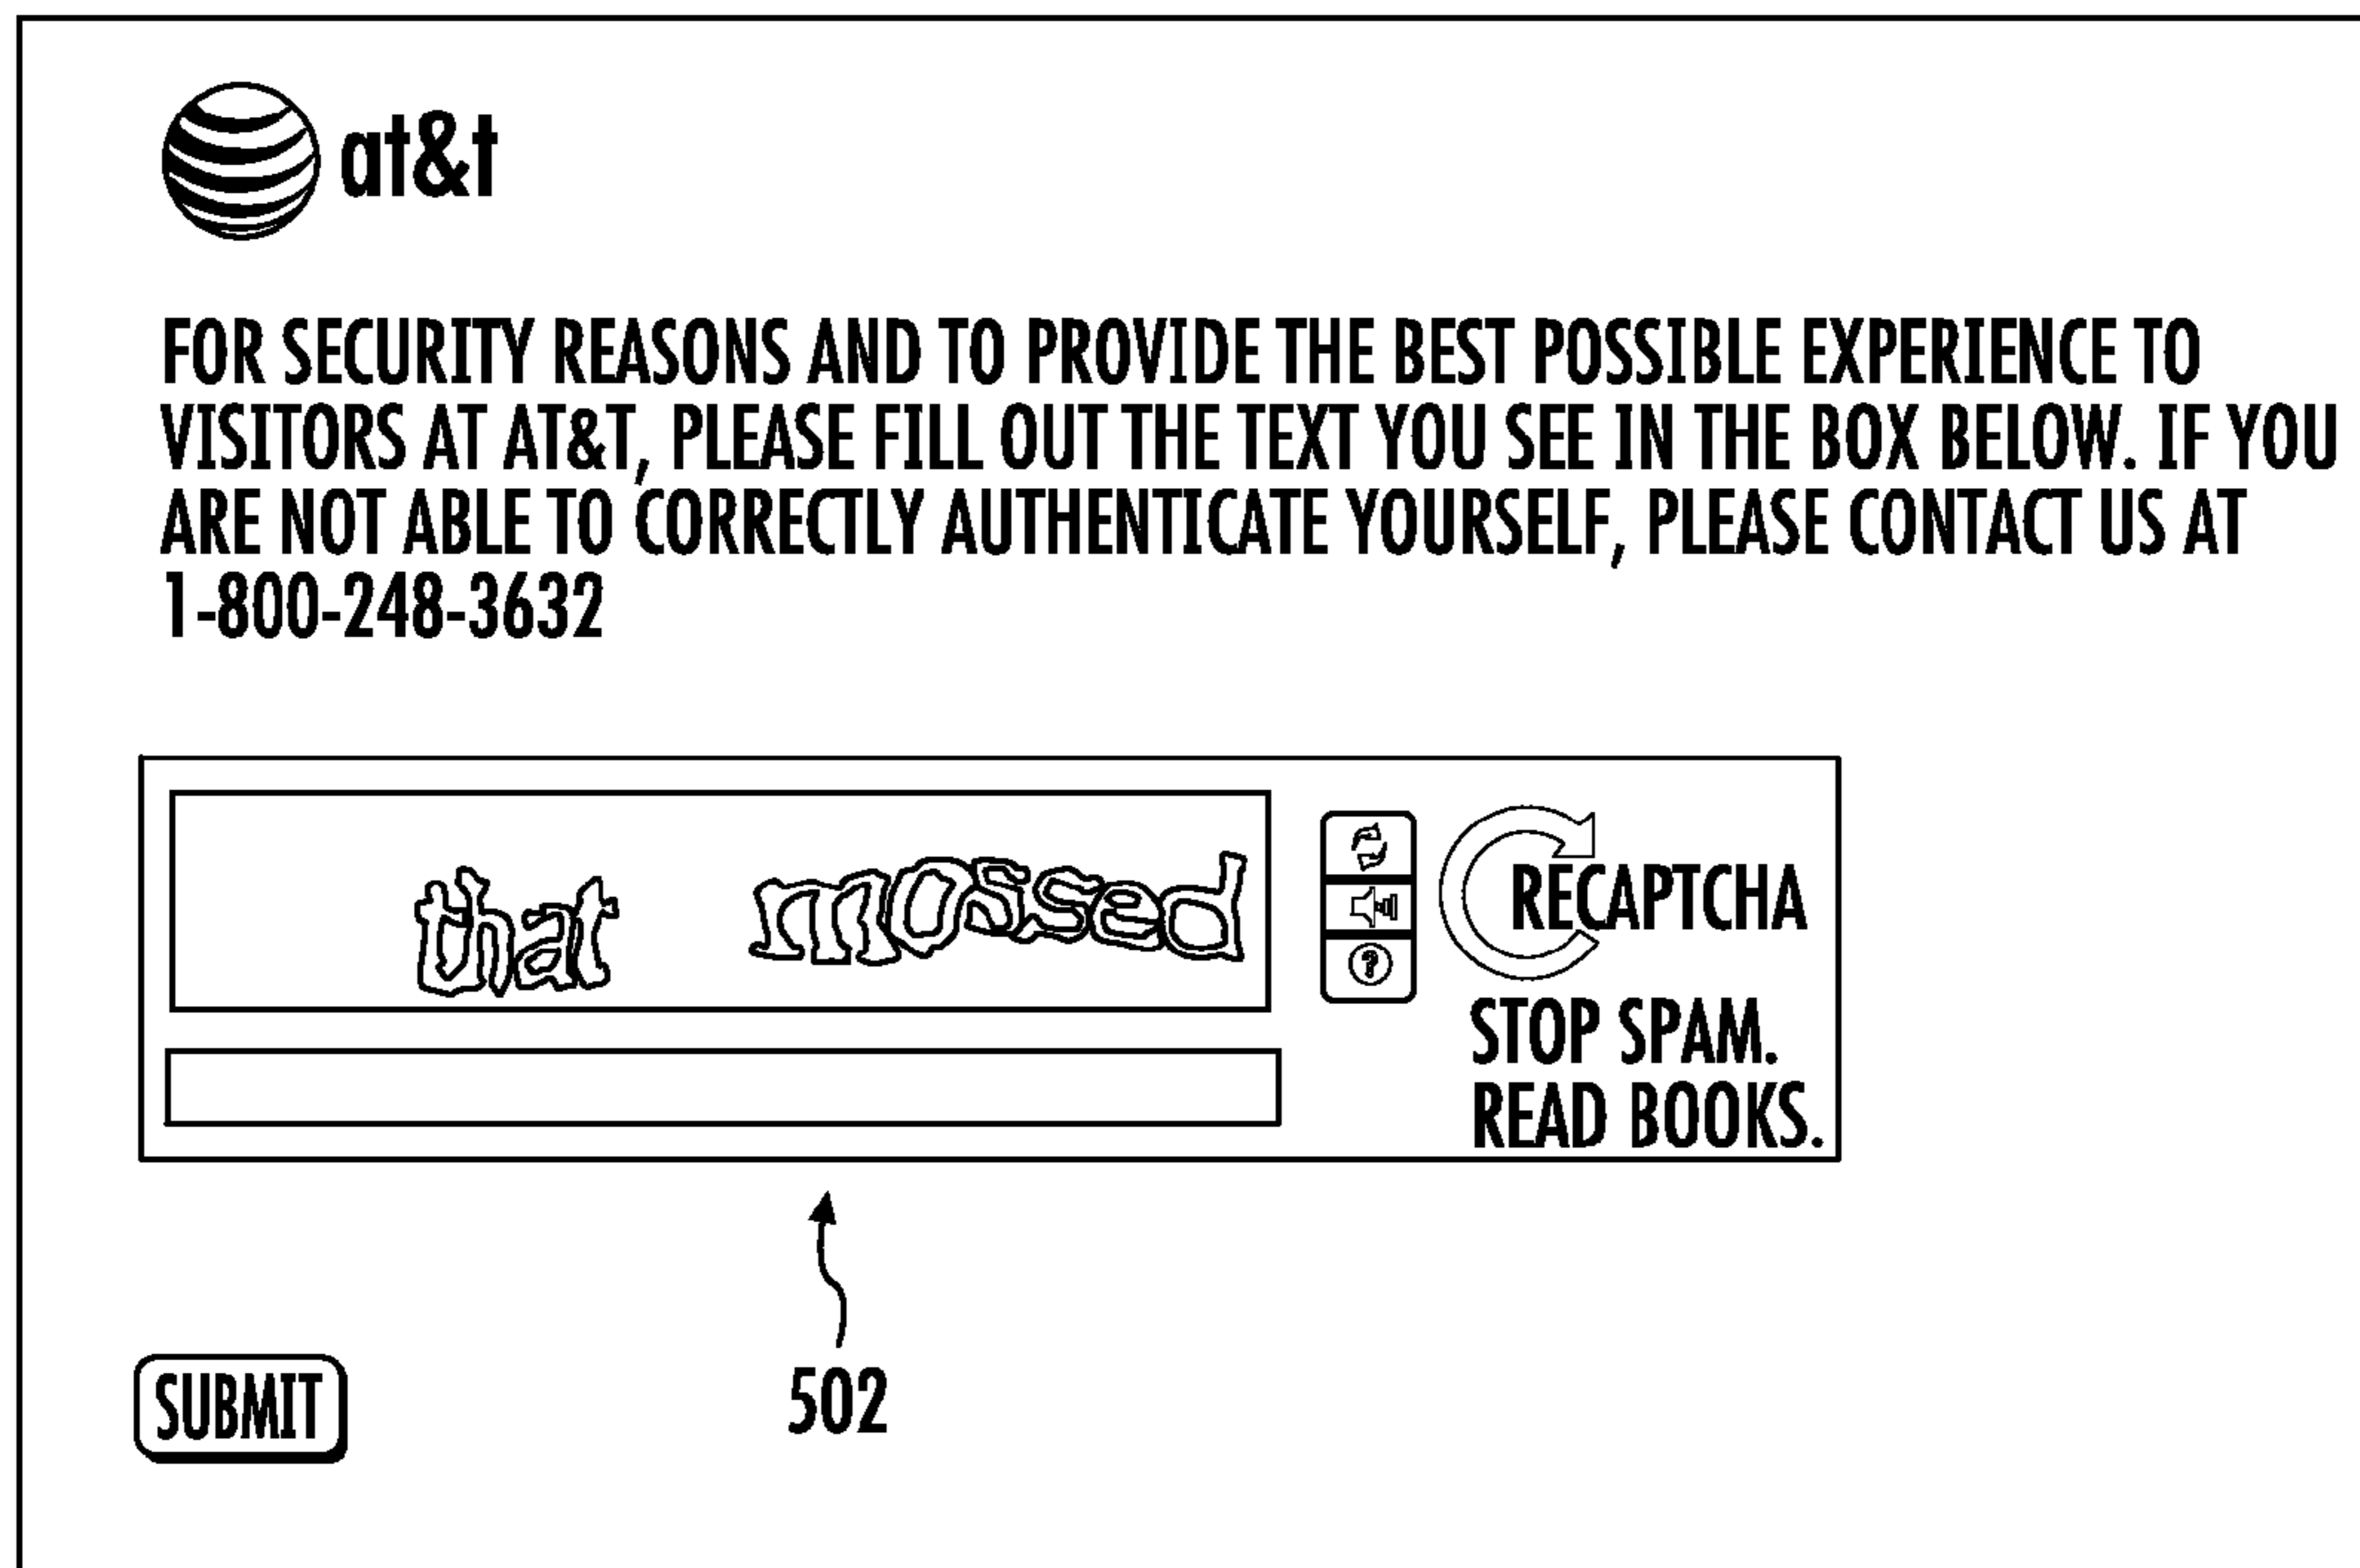 at&t
FOR SECURITY REASONS AND TO PROVIDE THE BEST POSSIBLE EXPERIENCE TO
VISITORS AT AT&T, PLEASE FILL OUT THE TEXT YOU SEE IN THE BOX BELOW. IF YOU
ARE NOT ABLE TO CORRECTLY AUTHENTICATE YOURSELF, PLEASE CONTACT US AT
1-800-248-3632
that mossed
?
RECAPTCHA
STOP SPAM.
READ BOOKS.
502
SUBMIT